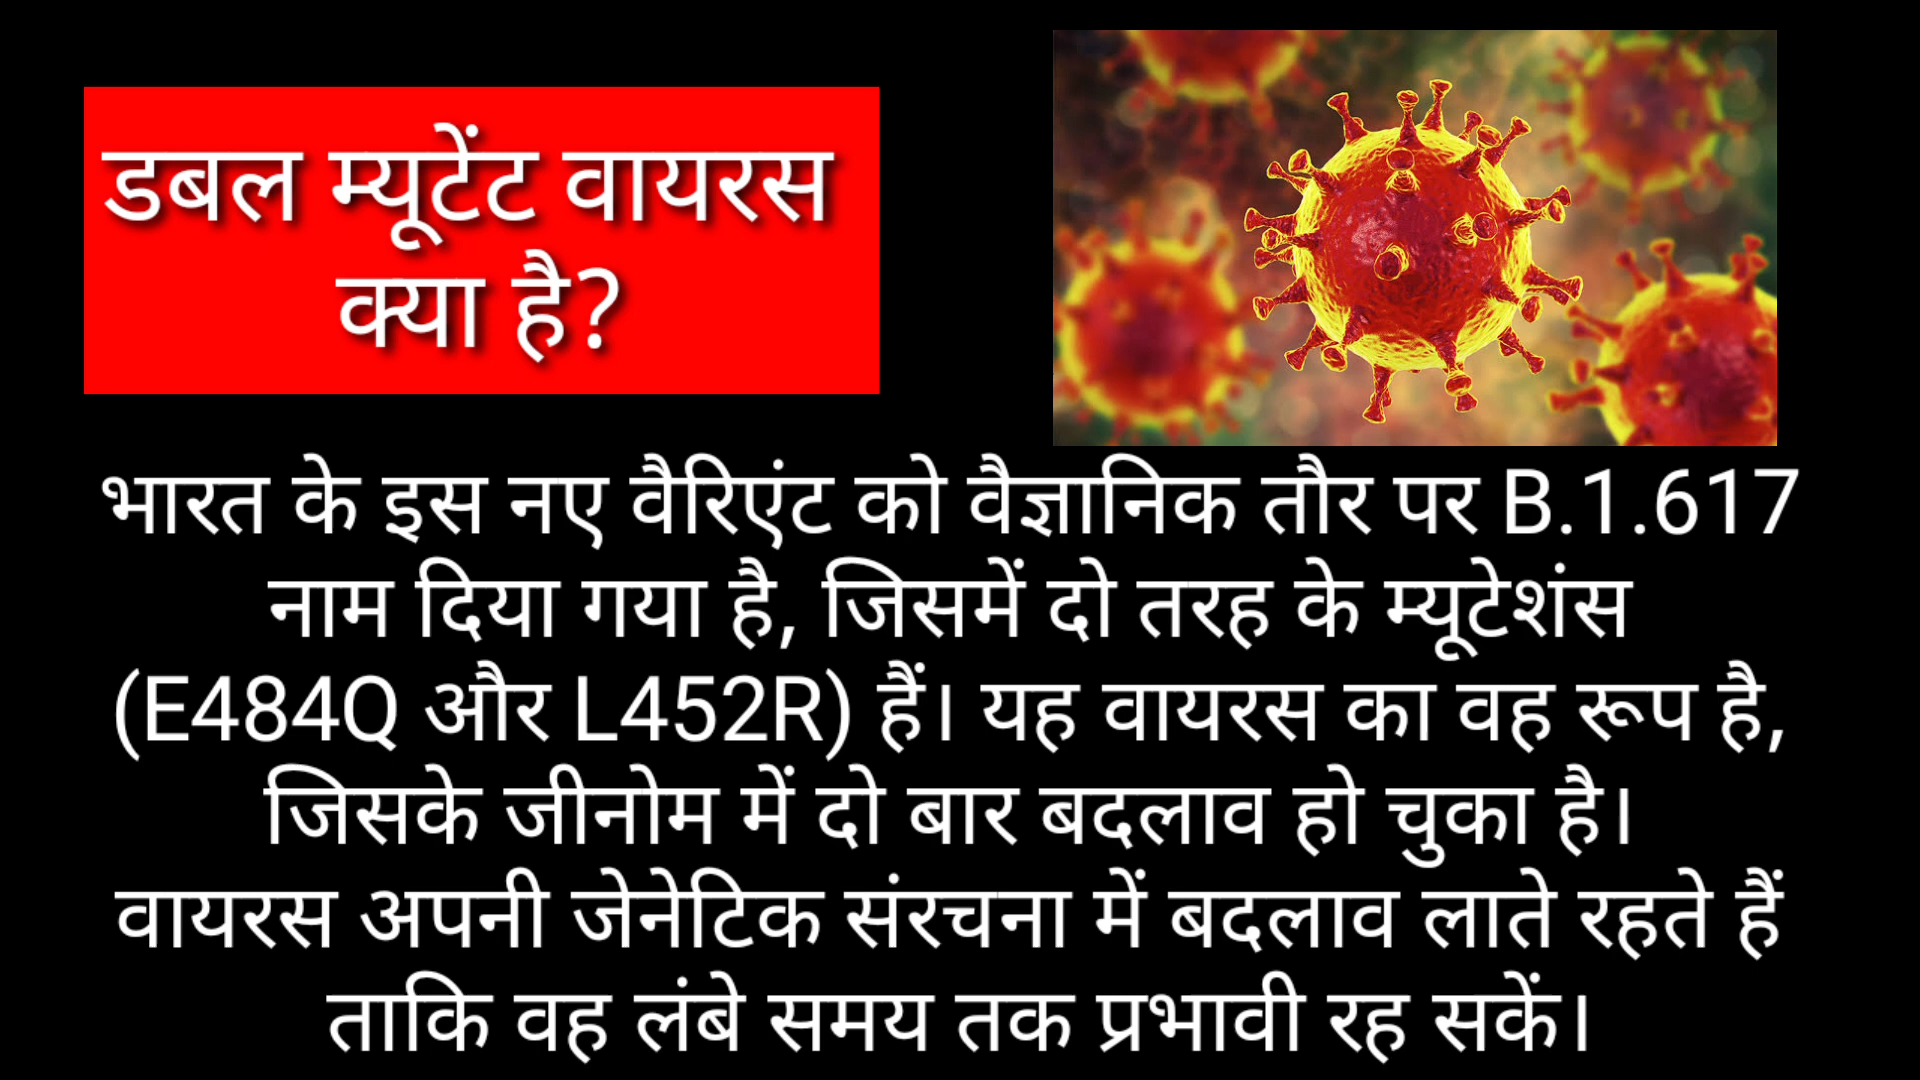 डबल म्यूटेंट वायरस
क्या है?
भारत के इस नए वैरिएंट को वैज्ञानिक तौर पर B.1.617
नाम दिया गया है, जिसमें दो तरह के म्यूटेशंस
(E484Q और L452R) हैं। यह वायरस का वह रूप है,
जिसके जीनोम में दो बार बदलाव हो चुका है।
वायरस अपनी जेनेटिक संरचना में बदलाव लाते रहते हैं
ताकि वह लंबे समय तक प्रभावी रह सकें।